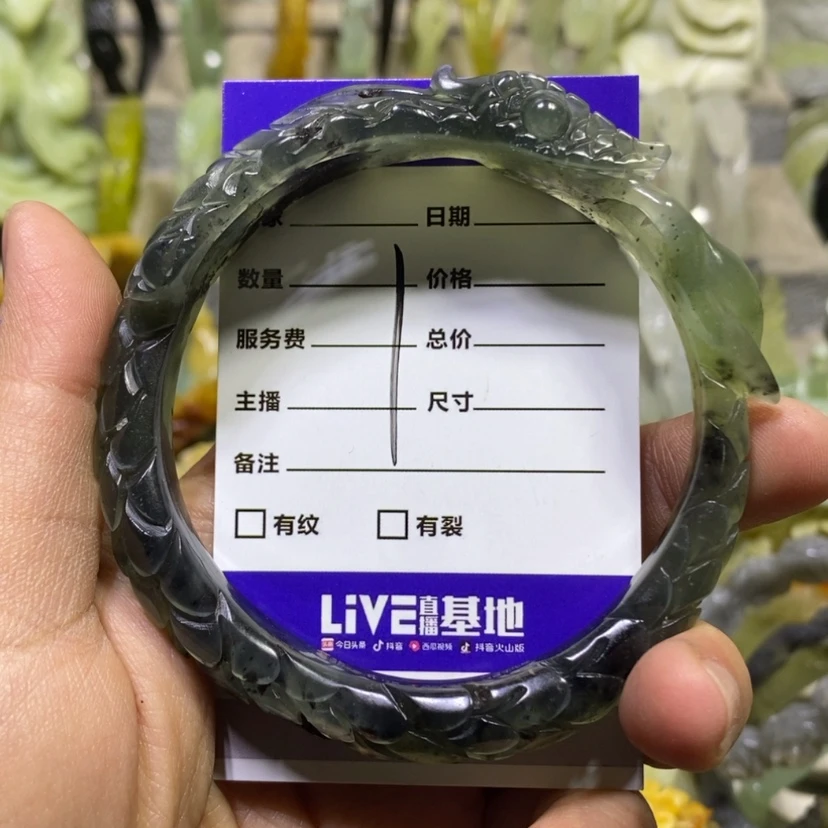 日期
数量 价格
服务费 总价
主播 尺寸
备注
有纹 有裂
LiVE直播基地
今日头条 抖音 西瓜视频 抖音火山版